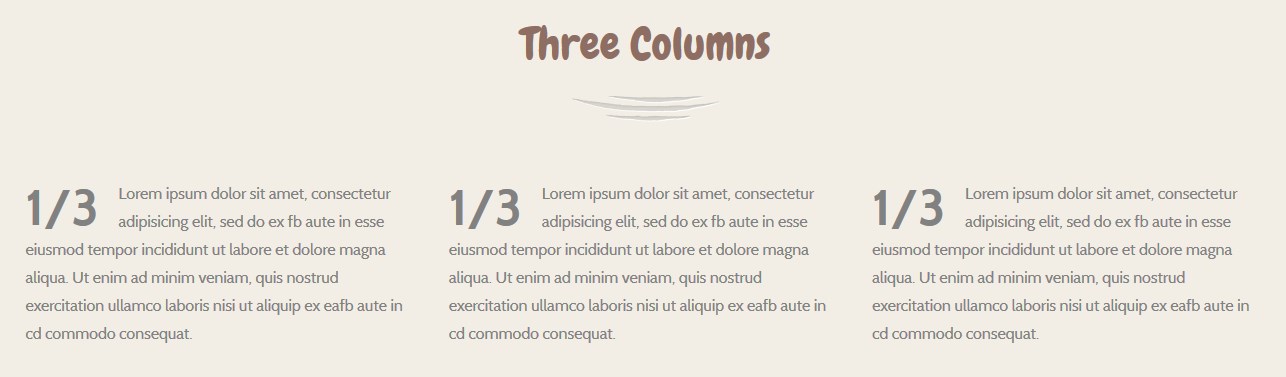 Three Columns
1/3 Lorem ipsum dolor sit amet, consectetur
adipisicing elit, sed do ex fb aute in esse
eiusmod tempor incididunt ut labore et dolore magna
aliqua. Ut enim ad minim veniam, quis nostrud
exercitation ullamco laboris nisi ut aliquip ex eafb aute in
cd commodo consequat.
1/3 Lorem ipsum dolor sit amet, consectetur
adipisicing elit, sed do ex fb aute in esse
eiusmod tempor incididunt ut labore et dolore magna
aliqua. Ut enim ad minim veniam, quis nostrud
exercitation ullamco laboris nisi ut aliquip ex eafb aute in
cd commodo consequat.
1/3 Lorem ipsum dolor sit amet, consectetur
adipisicing elit, sed do ex fb aute in esse
eiusmod tempor incididunt ut labore et dolore magna
aliqua. Ut enim ad minim veniam, quis nostrud
exercitation ullamco laboris nisi ut aliquip ex eafb aute in
cd commodo consequat.